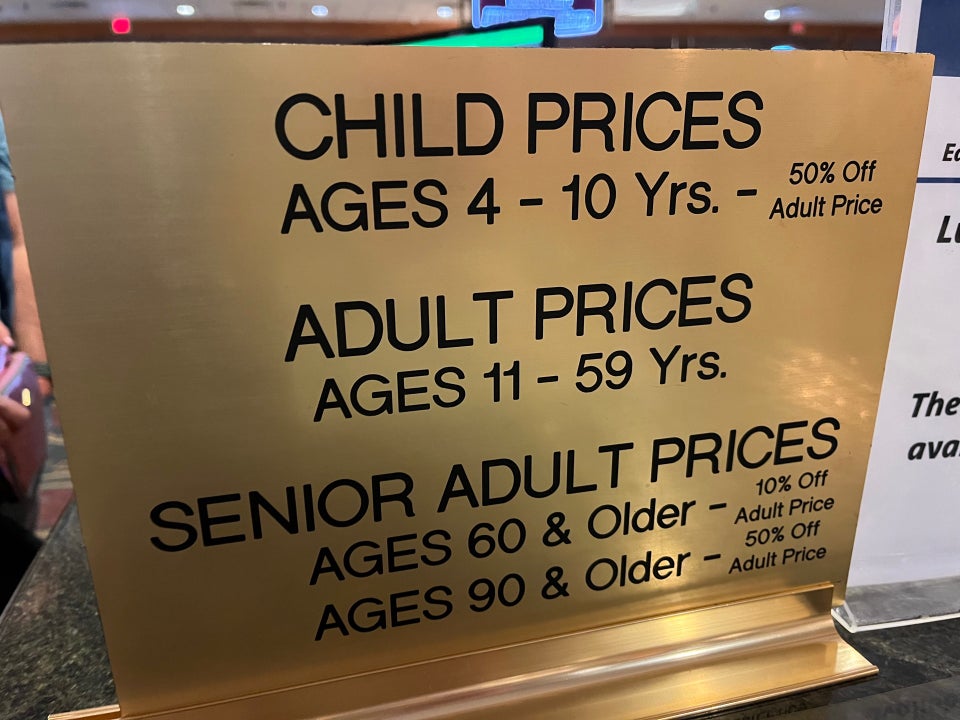 CHILD PRICES
AGES 4 - 10 Yrs. - 50% Off
Adult Price
ADULT PRICES
AGES 11 - 59 Yrs.
SENIOR ADULT PRICES
AGES 60 & Older - 10% Off
Adult Price
AGES 90 & Older - 50% Off
Adult Price
The